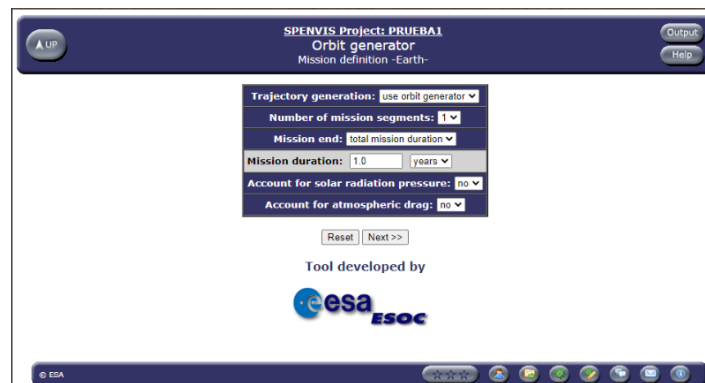 UP
SPENVIS Project: PRUEBA1
Orbit generator
Mission definition -Earth-
Output
Help
Trajectory generation: use orbit generator
Number of mission segments: 1
Mission end: total mission duration
Mission duration: 1.0 years
Account for solar radiation pressure: no
Account for atmospheric drag: no
Reset Next >>
Tool developed by
esa
ESOC
© ESA